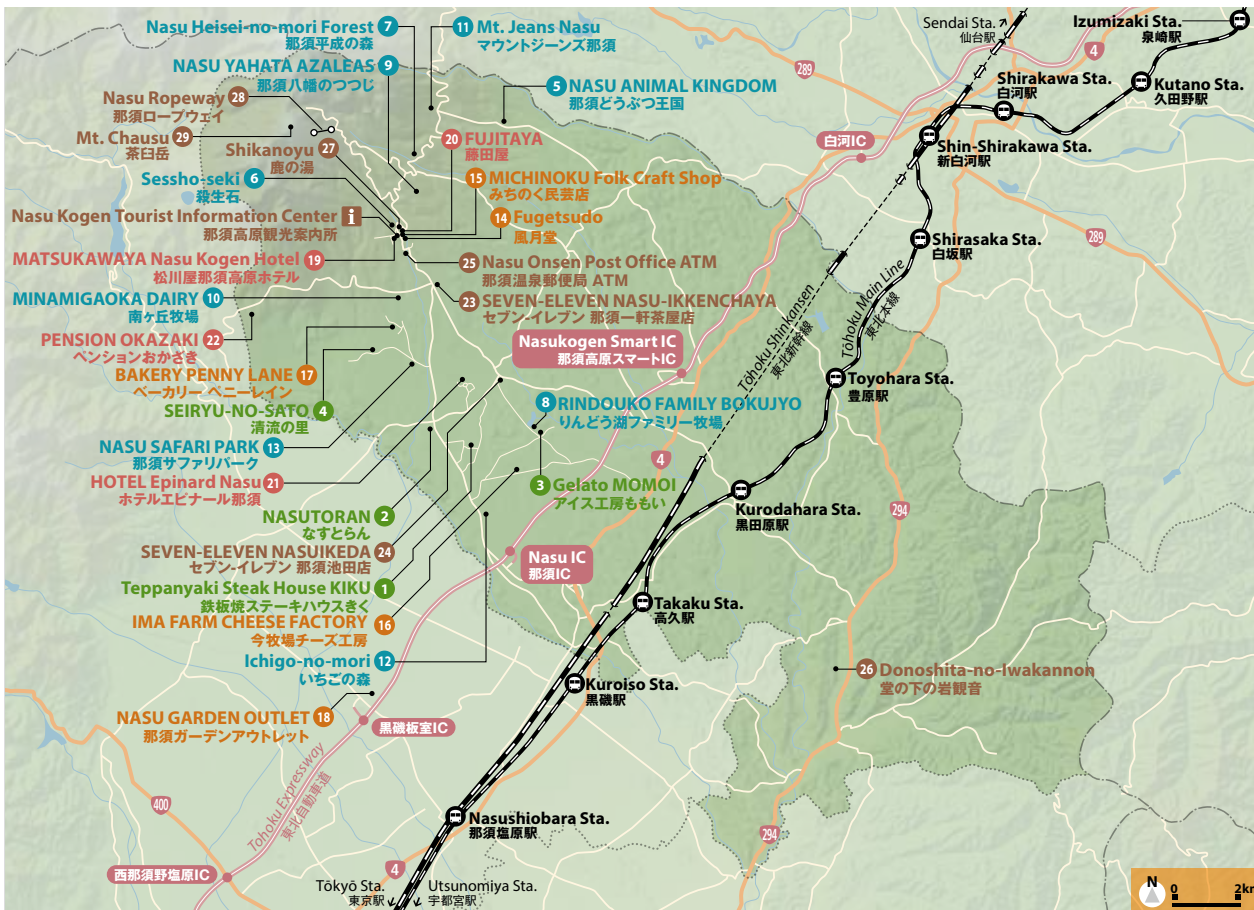 Nasu Heisei-no-mori Forest 7
那須平成の森
11 Mt. Jeans Nasu
マウントジーンズ那須
NASU YAHATA AZALEAS 9
那須八幡のつつじ
5 NASU ANIMAL KINGDOM
那須どうぶつ王国
Nasu Ropeway 28
那須ロープウェイ
Mt. Chausu 29
茶臼岳
Shikanoyu 27
鹿の湯
20 FUJITAYA
藤田屋
Sessho-seki 6
殺生石
15 MICHINOKU Folk Craft Shop
みちのく民芸店
Nasu Kogen Tourist Information Center i
那須高原観光案内所
14 Fugetsudo
風月堂
MATSUKAWAYA Nasu Kogen Hotel 19
松川屋那須高原ホテル
25 Nasu Onsen Post Office ATM
那須温泉郵便局 ATM
MINAMIGAOKA DAIRY 10
南ヶ丘牧場
23 SEVEN-ELEVEN NASU-IKKENCHAYA
セブン-イレブン 那須一軒茶屋店
PENSION OKAZAKI 22
ペンションおかざき
BAKERY PENNY LANE 17
ベーカリー ペニーレイン
SEIRYU-NO-SATO 4
清流の里
8 RINDOUKO FAMILY BOKUJYO
りんどう湖ファミリー牧場
NASU SAFARI PARK 13
那須サファリパーク
HOTEL Epinard Nasu 21
ホテルエピナール那須
3 Gelato MOMOI
アイス工房ももい
NASUTORAN 2
なすとらん
SEVEN-ELEVEN NASUIKEDA 24
セブン-イレブン 那須池田店
Teppanyaki Steak House KIKU 1
鉄板焼ステーキハウスきく
IMA FARM CHEESE FACTORY 16
今牧場チーズ工房
Ichigo-no-mori 12
いちごの森
NASU GARDEN OUTLET 18
那須ガーデンアウトレット
26 Donoshita-no-Iwakannon
堂の下の岩観音
Sendai Sta.
仙台駅
Izumizaki Sta.
泉崎駅
Kutano Sta.
久田野駅
Shirakawa Sta.
白河駅
Shin-Shirakawa Sta.
新白河駅
Shirasaka Sta.
白坂駅
Toyohara Sta.
豊原駅
Kurodahara Sta.
黒田原駅
Takaku Sta.
高久駅
Kuroiso Sta.
黒磯駅
Nasushiobara Sta.
那須塩原駅
Tōkyō Sta.
東京駅
Utsunomiya Sta.
宇都宮駅
白河IC
Nasukogen Smart IC
那須高原スマートIC
Nasu IC
那須IC
黒磯板室IC
西那須野塩原IC
Tōhoku Shinkansen
東北新幹線
Tōhoku Main Line
東北本線
Tohoku Expressway
東北自動車道
289
4
289
4
294
294
400
4
N
0 2km